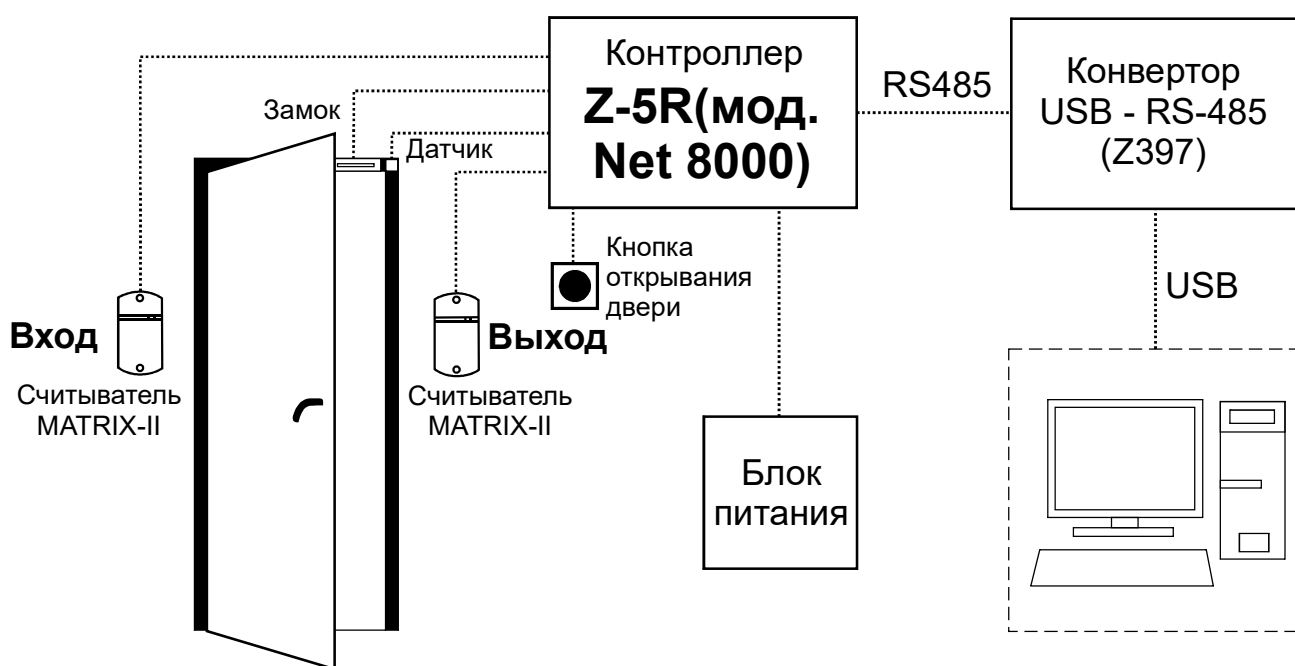 Контроллер
Z-5R(мод.
Net 8000)
RS485
Конвертор
USB - RS-485
(Z397)
Замок
Датчик
Кнопка
открывания
двери
USB
Вход
Выход
Считыватель
MATRIX-II
Считыватель
MATRIX-II
Блок
питания